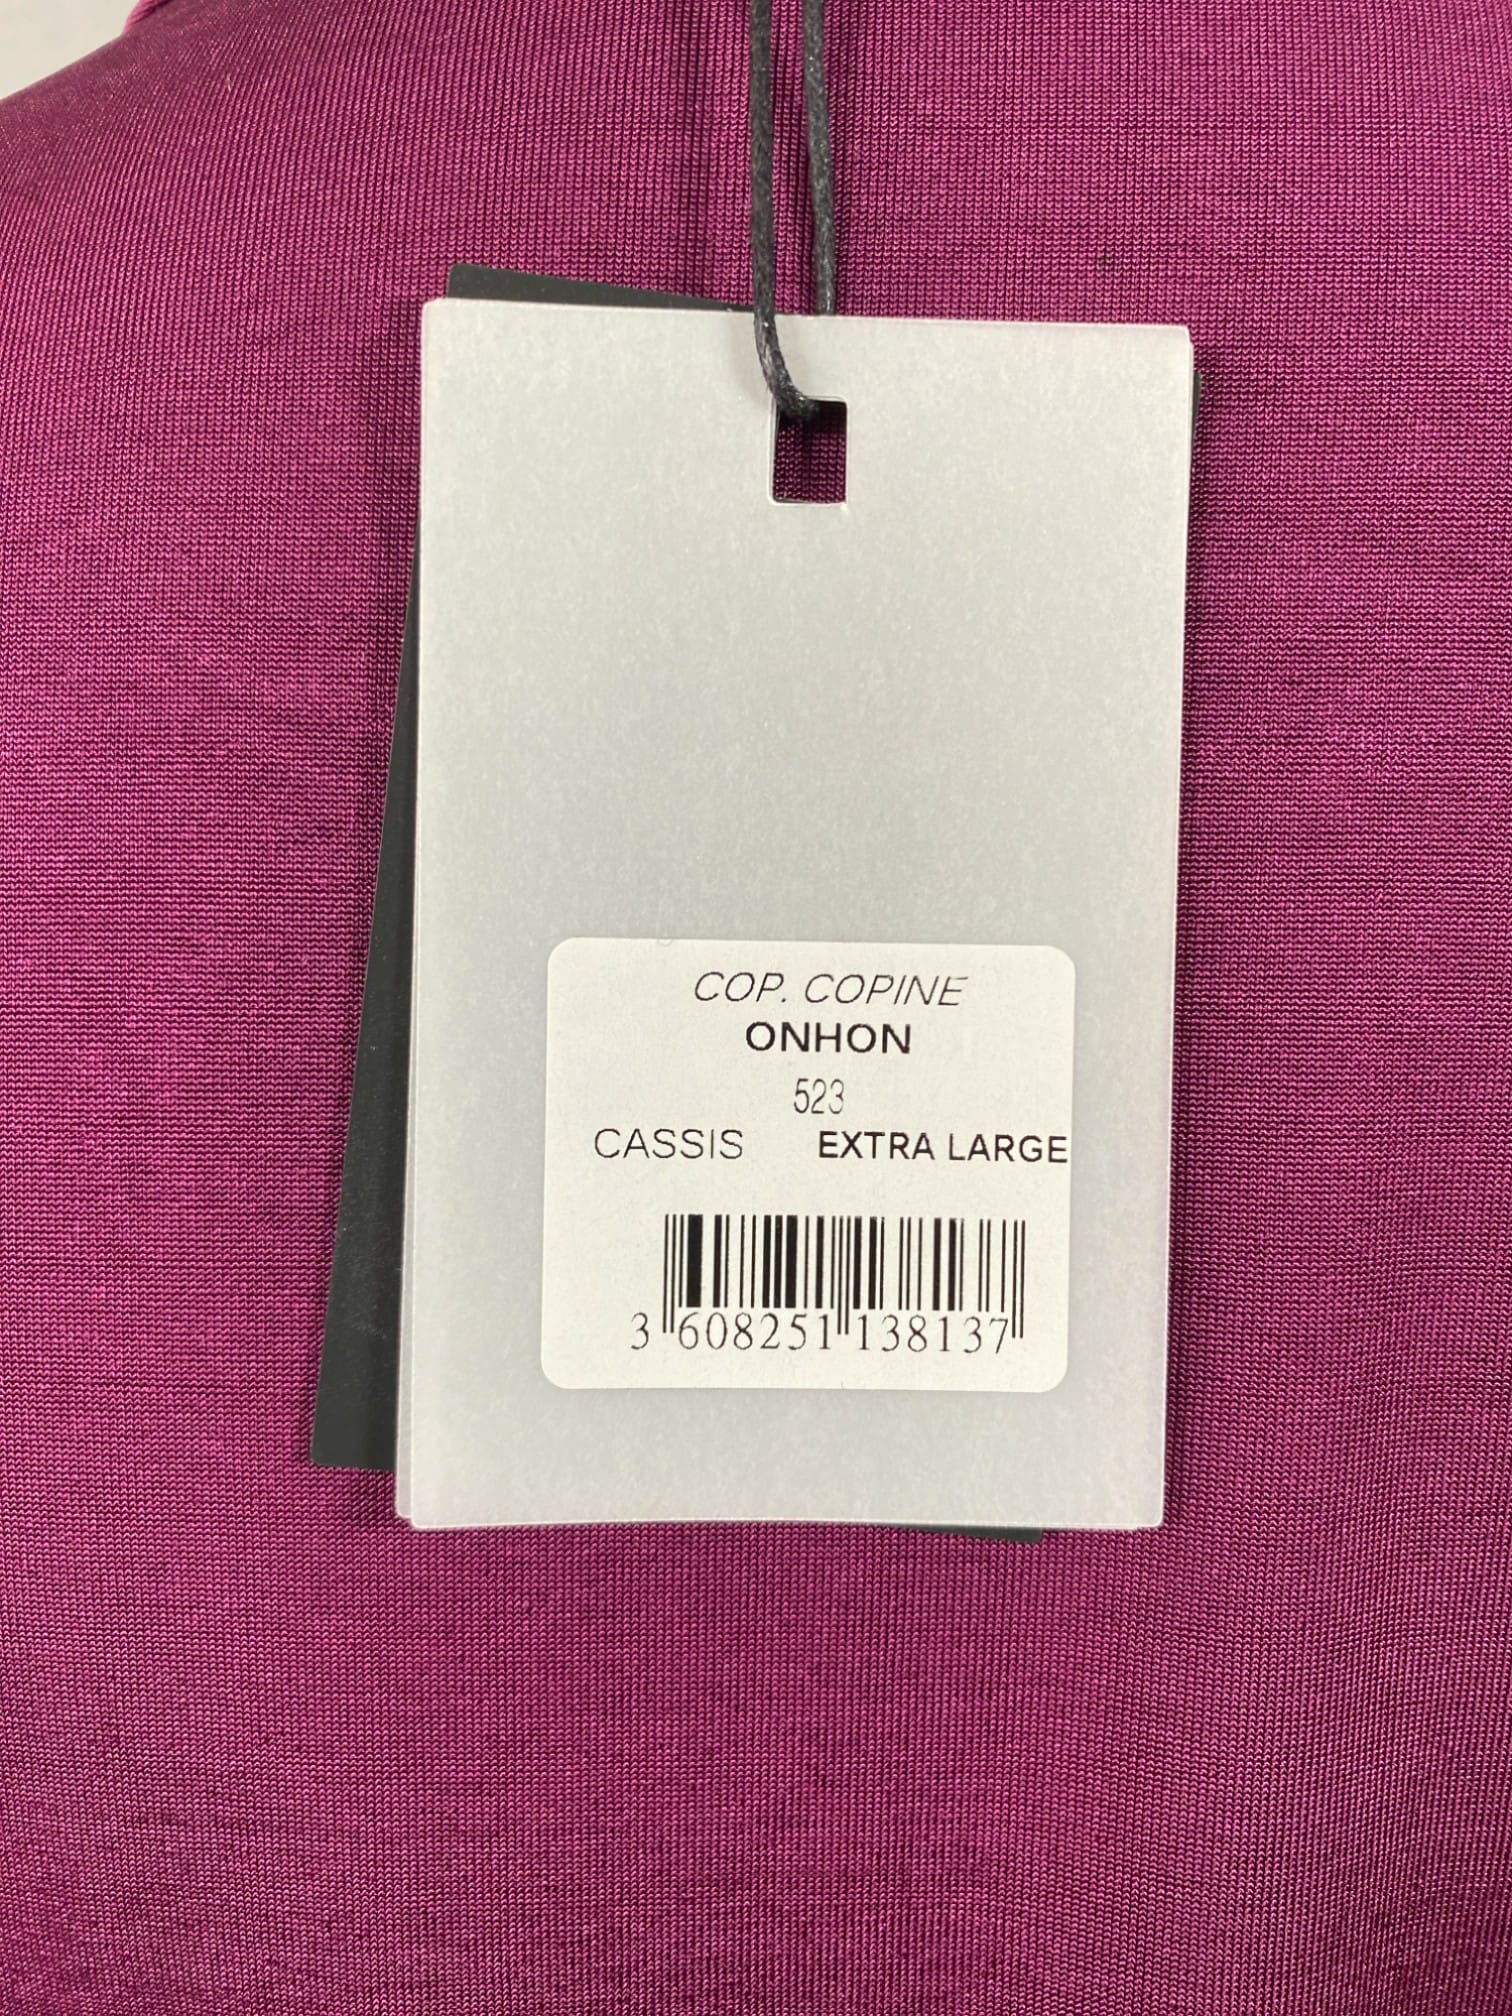 COP. COPINE
ONHON
523
CASSIS EXTRA LARGE
3 608251 138137